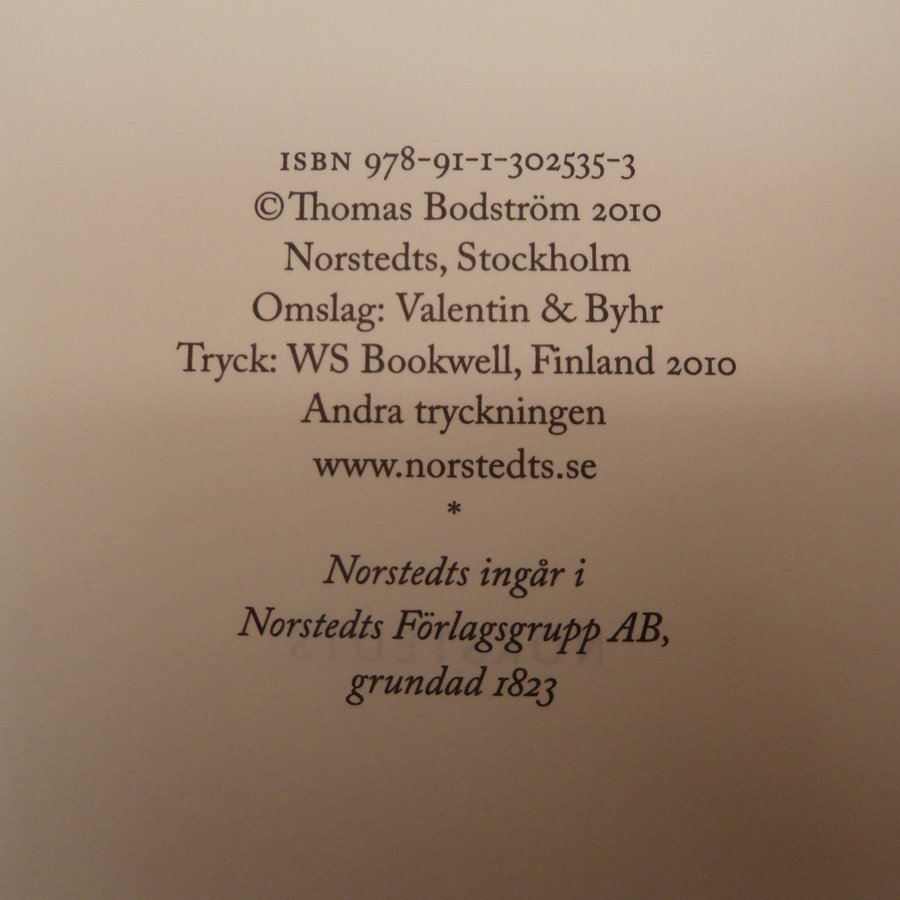 ISBN 978-91-1-302535-3
© Thomas Bodström 2010
Norstedts, Stockholm
Omslag: Valentin & Byhr
Tryck: WS Bookwell, Finland 2010
Andra tryckningen
www.norstedts.se
*
Norstedts ingår i
Norstedts Förlagsgrupp AB,
grundad 1823